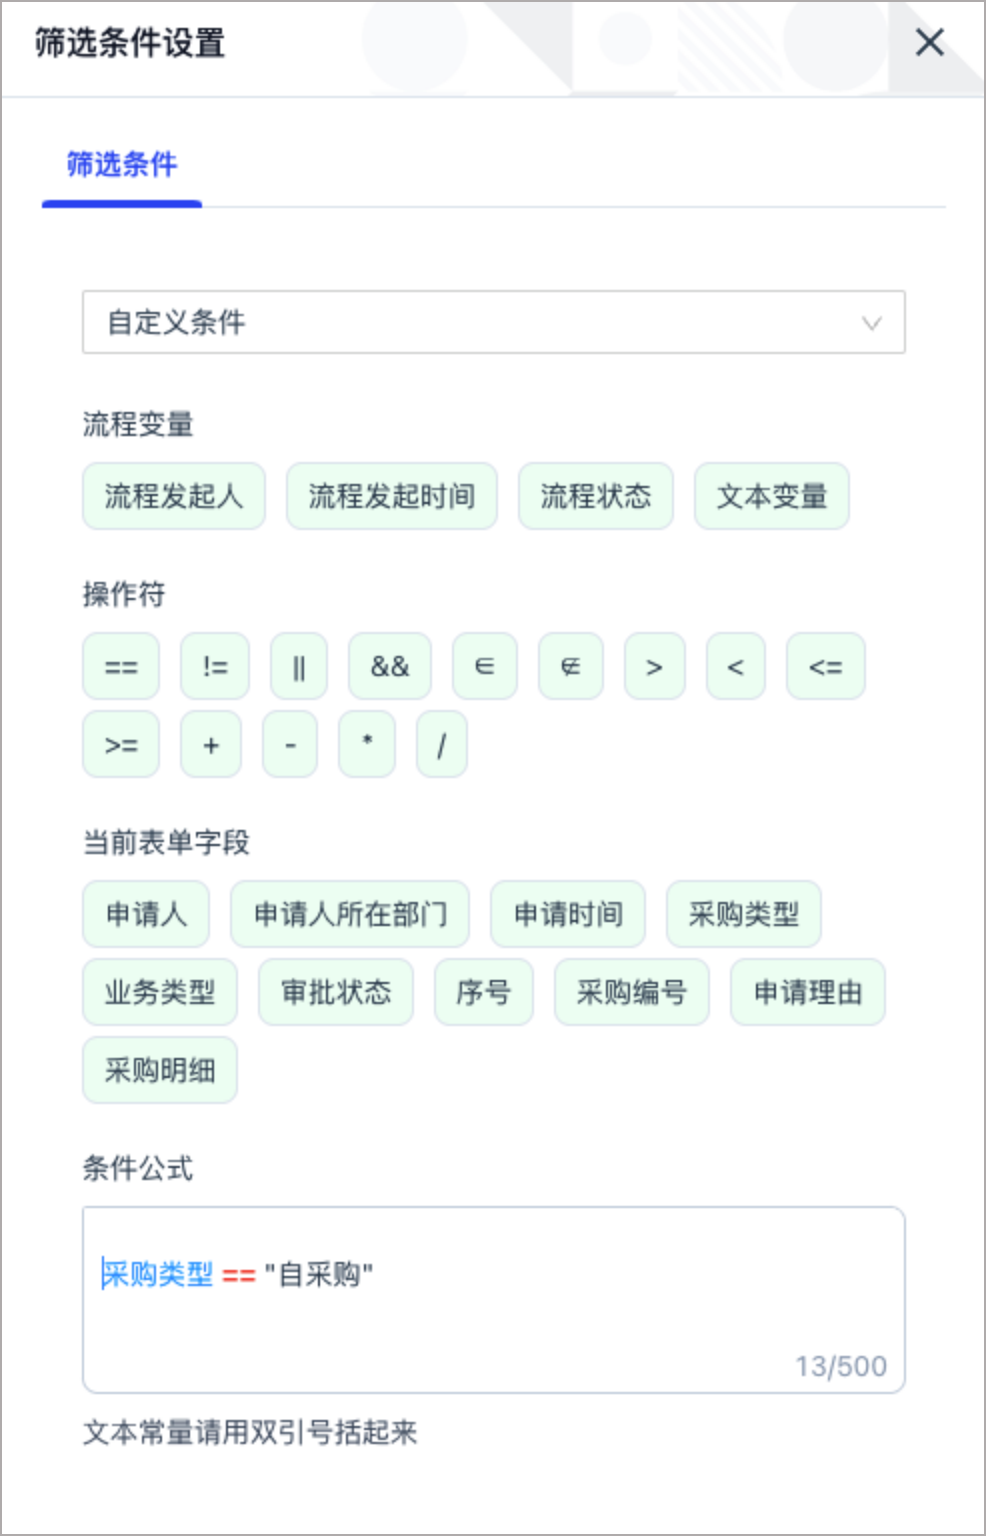 筛选条件设置
筛选条件
自定义条件
流程变量
流程发起人 流程发起时间 流程状态 文本变量
操作符
== != || && ∈ ∉ > < <=
>= + - * /
当前表单字段
申请人 申请人所在部门 申请时间 采购类型
业务类型 审批状态 序号 采购编号 申请理由
采购明细
条件公式
采购类型 == "自采购"
13/500
文本常量请用双引号括起来